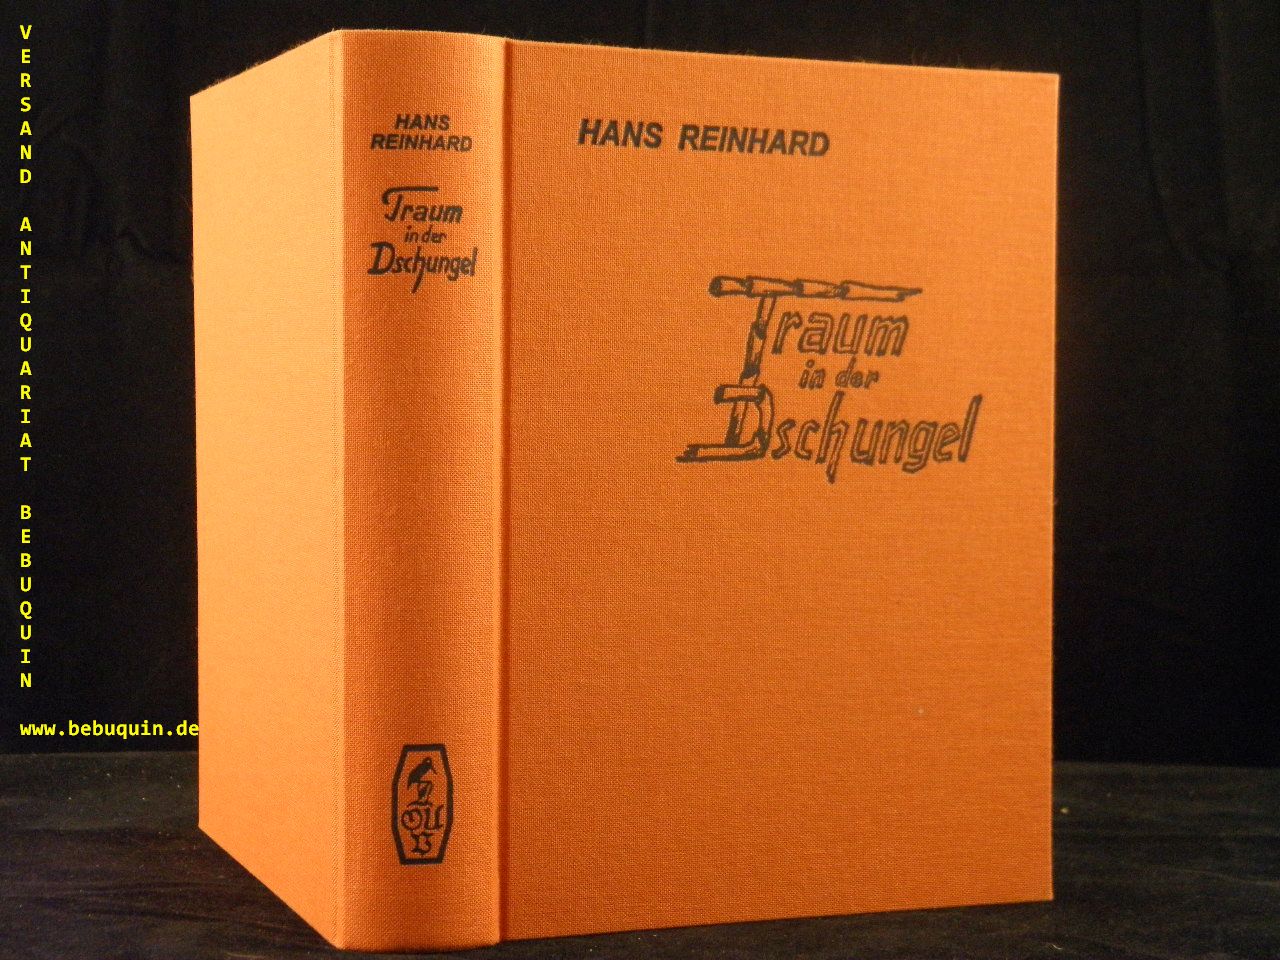 VERSAND ANTIQUARIAT BEBUQUIN
www.bebuquin.de
HANS
REINHARD
Traum
in der
Dschungel
HANS REINHARD
Traum
in der
Dschungel